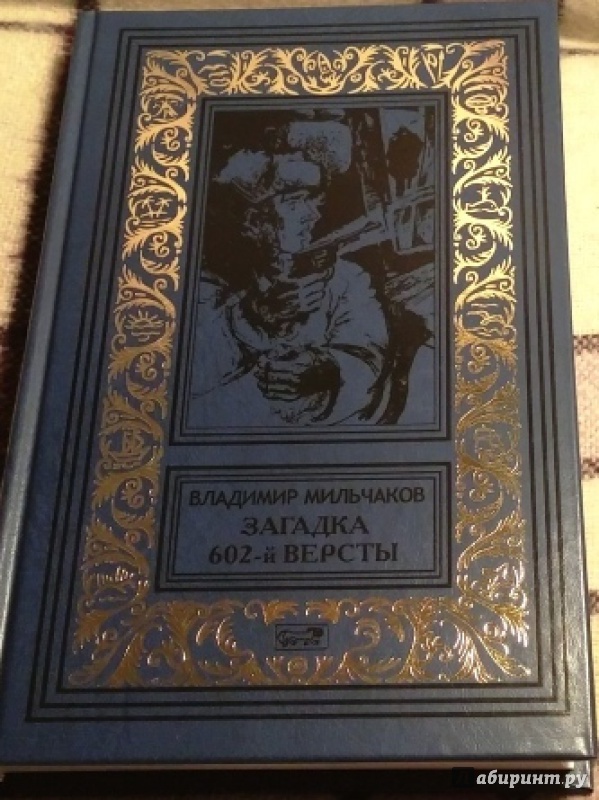 ВЛАДИМИР МИЛЬЧАКОВ
ЗАГАДКА
602-й ВЕРСТЫ
абиринт.ру